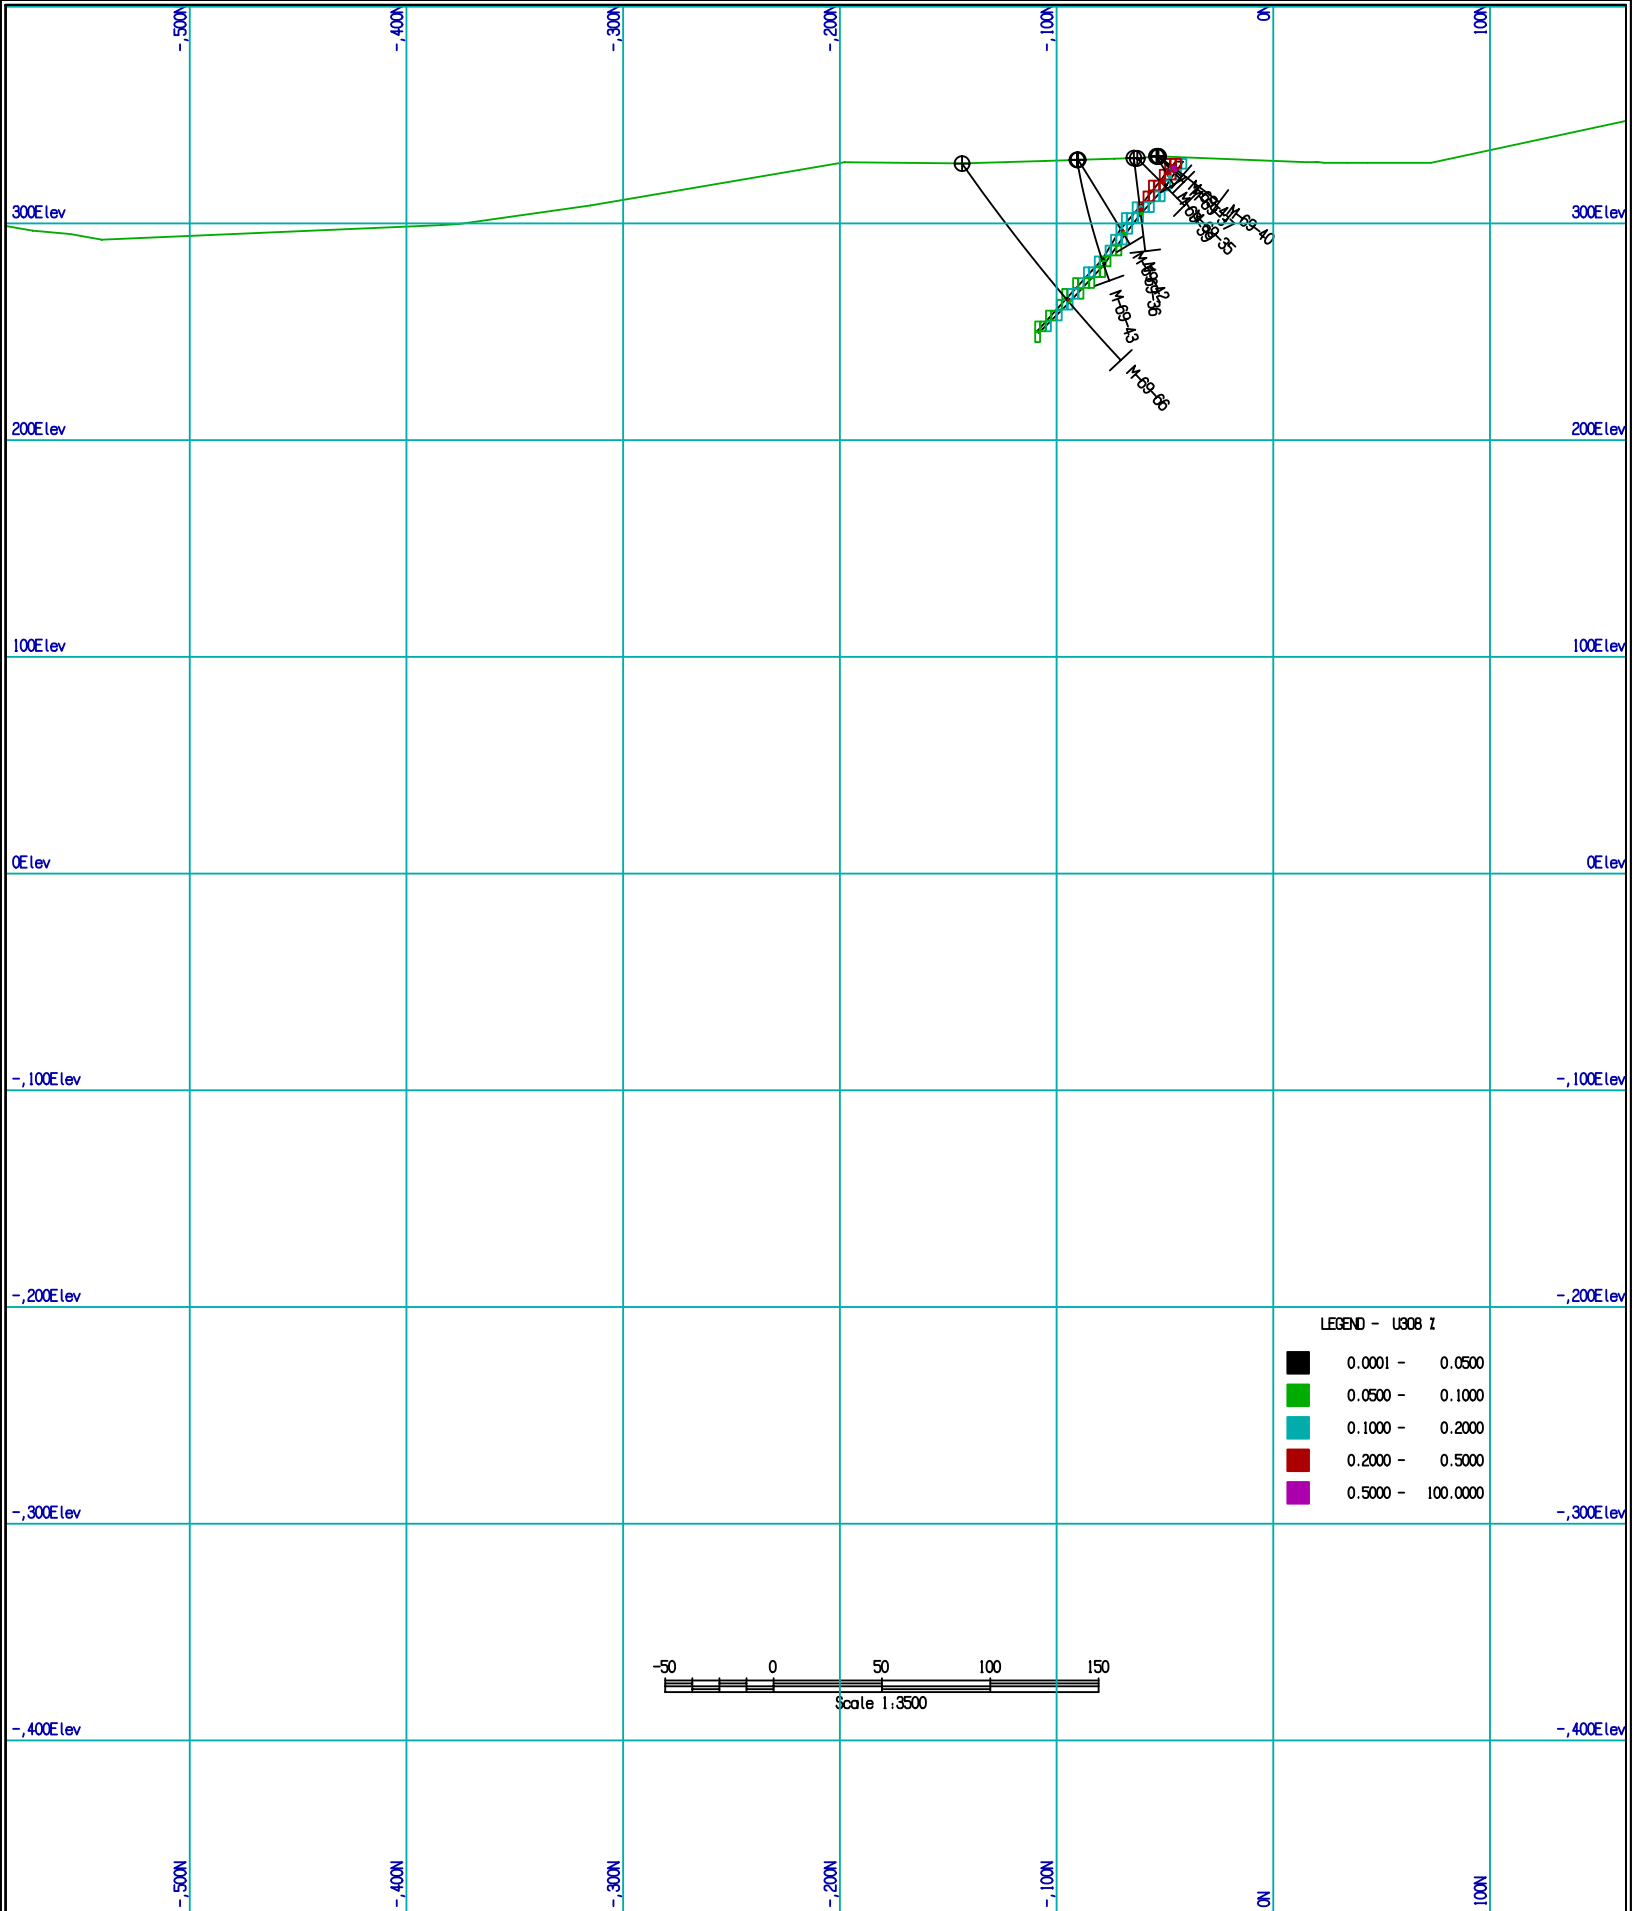 -,500N
-,400N
-,300N
-,200N
-,100N
0N
100N
300Elev
M-69-40
M-69-35
M-69-42
M-69-36
M-69-43
M-69-66
200Elev 200Elev
100Elev 100Elev
0Elev 0Elev
-,100Elev -,100Elev
-,200Elev -,200Elev
LEGEND - U3O8 %
0.0001 - 0.0500
0.0500 - 0.1000
0.1000 - 0.2000
0.2000 - 0.5000
0.5000 - 100.0000
-,300Elev -,300Elev
-50 0 50 100 150
Scale 1:3500
-,400Elev -,400Elev
-,500N
-,400N
-,300N
-,200N
-,100N
0N
100N